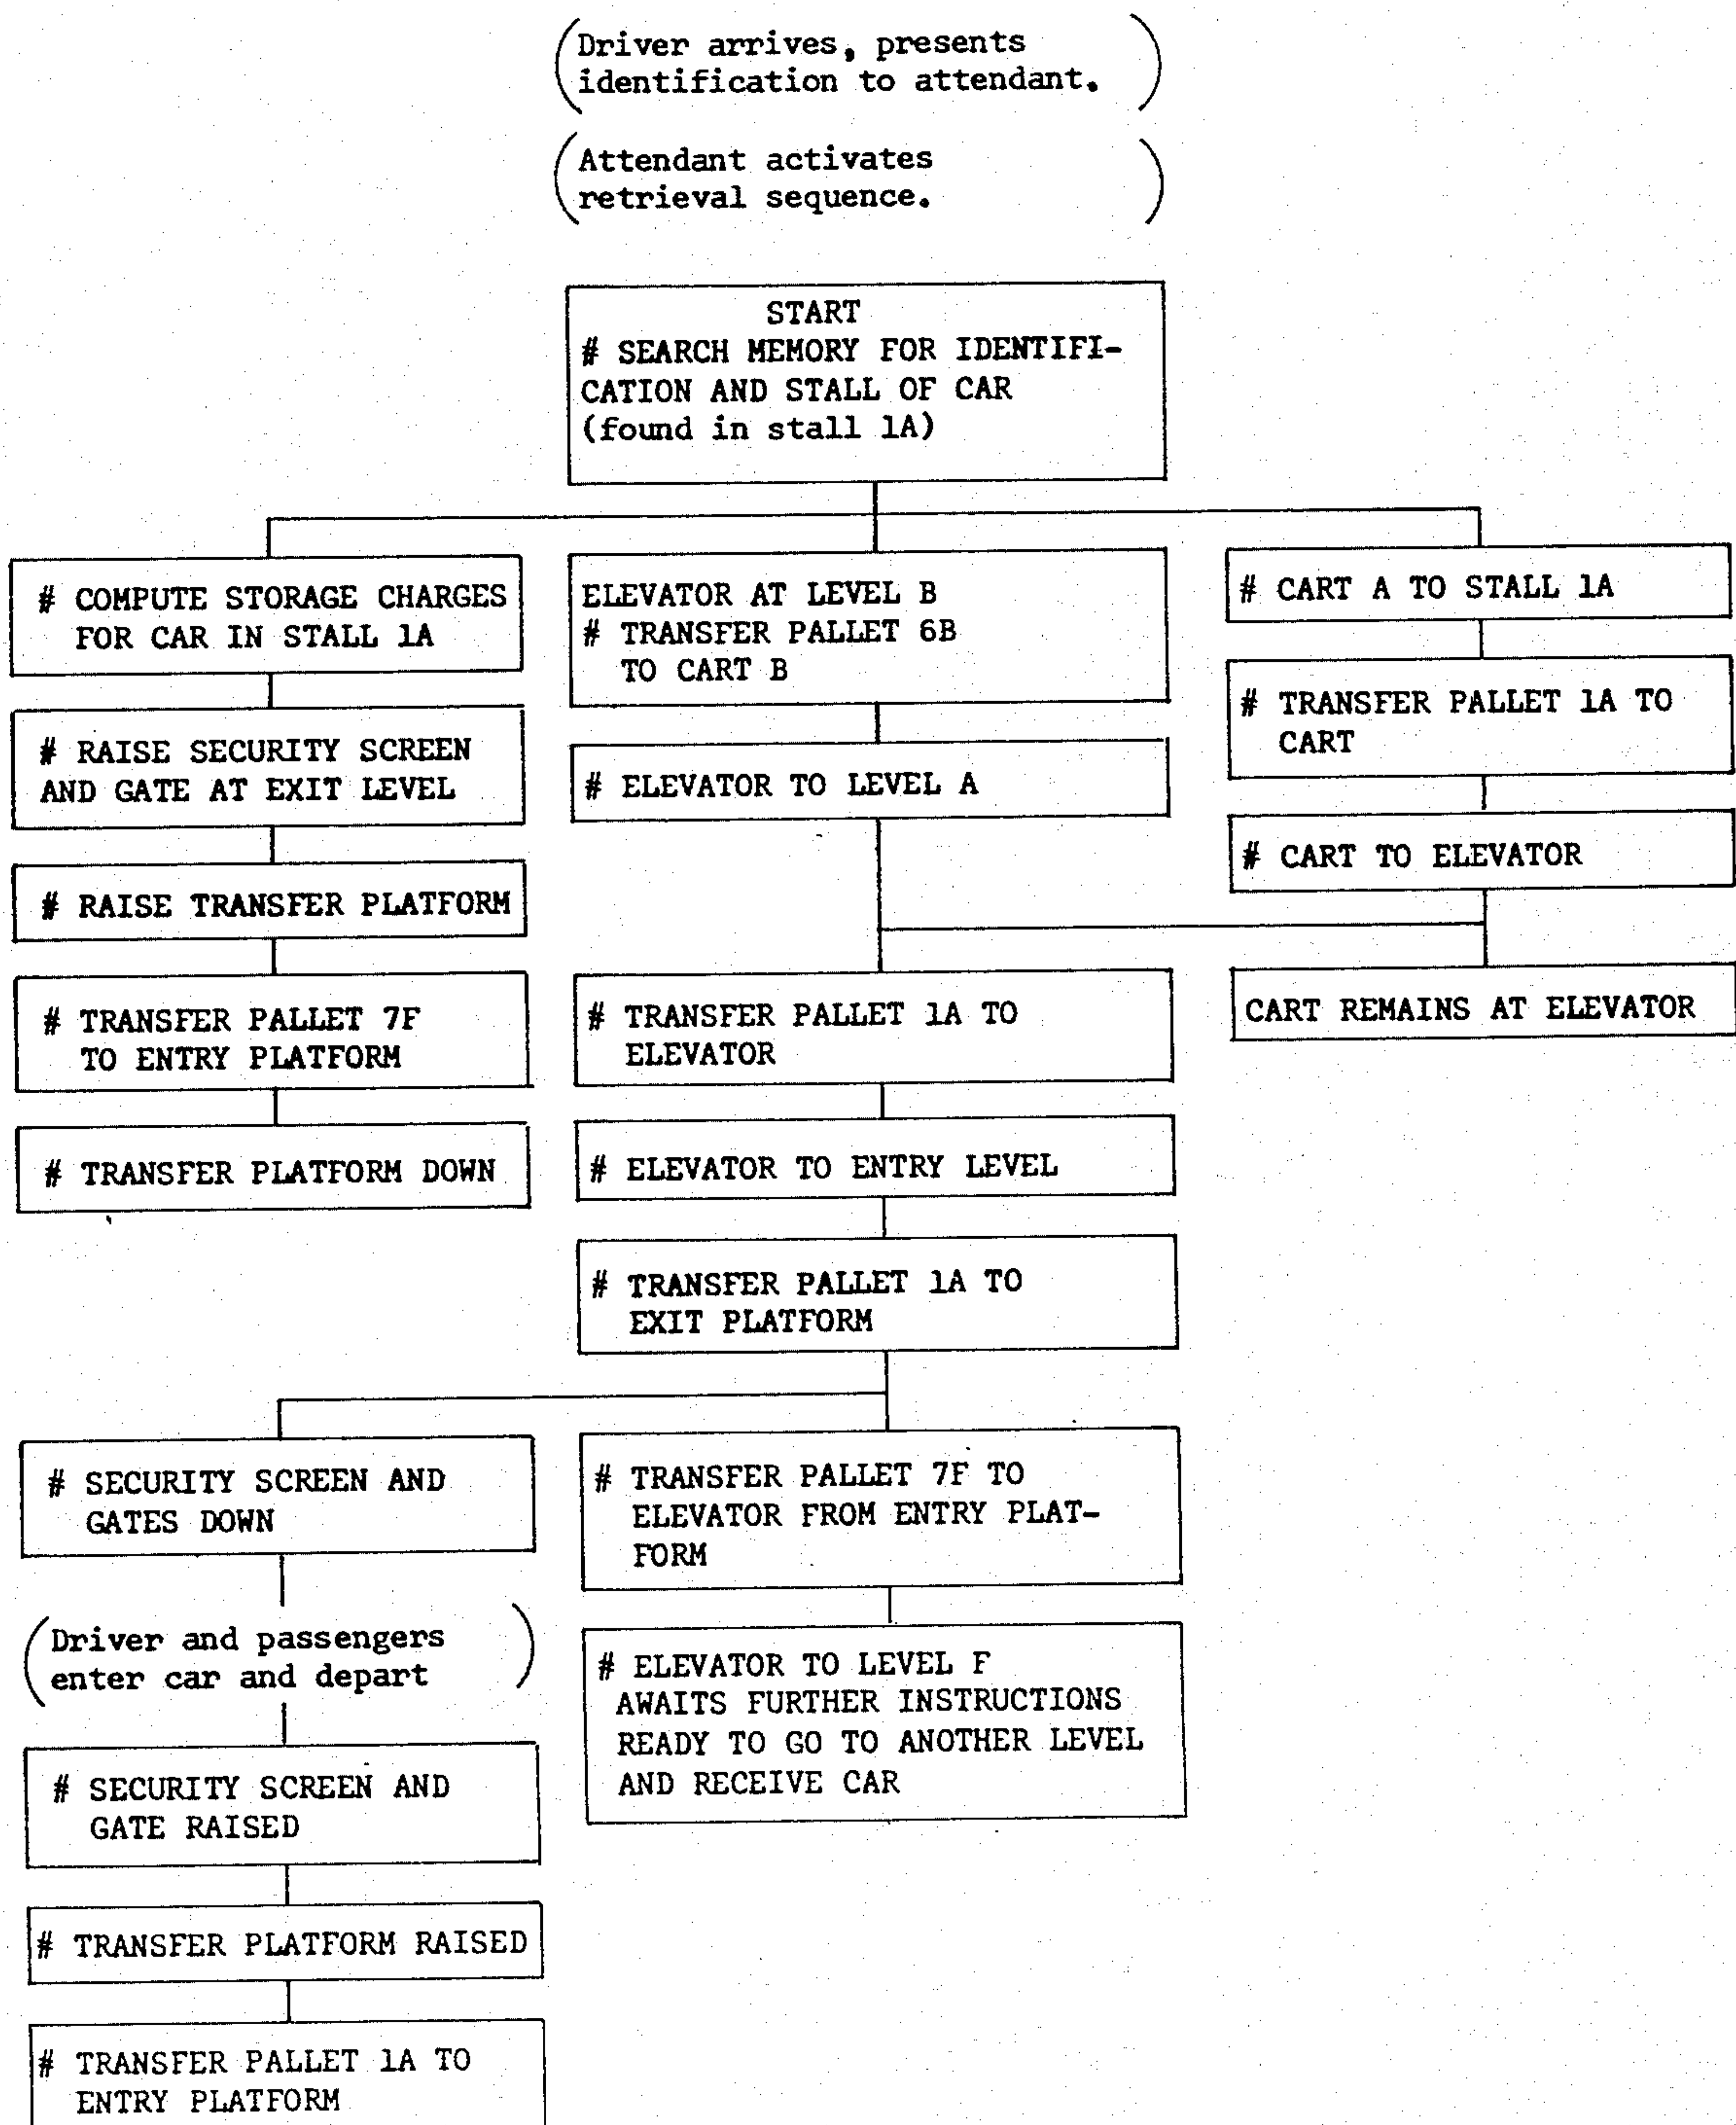 Driver arrives, presents
identification to attendant.
Attendant activates
retrieval sequence.
START
# SEARCH MEMORY FOR IDENTIFI-
CATION AND STALL OF CAR
(found in stall 1A)
# COMPUTE STORAGE CHARGES
FOR CAR IN STALL 1A
# RAISE SECURITY SCREEN
AND GATE AT EXIT LEVEL
# RAISE TRANSFER PLATFORM
# TRANSFER PALLET 7F
TO ENTRY PLATFORM
# TRANSFER PLATFORM DOWN
ELEVATOR AT LEVEL B
# TRANSFER PALLET 6B
TO CART B
# ELEVATOR TO LEVEL A
# CART A TO STALL 1A
# TRANSFER PALLET 1A TO
CART
# CART TO ELEVATOR
CART REMAINS AT ELEVATOR
# TRANSFER PALLET 1A TO
ELEVATOR
# ELEVATOR TO ENTRY LEVEL
# TRANSFER PALLET 1A TO
EXIT PLATFORM
# SECURITY SCREEN AND
GATES DOWN
Driver and passengers
enter car and depart
# SECURITY SCREEN AND
GATE RAISED
# TRANSFER PLATFORM RAISED
# TRANSFER PALLET 1A TO
ENTRY PLATFORM
# TRANSFER PALLET 7F TO
ELEVATOR FROM ENTRY PLAT-
FORM
# ELEVATOR TO LEVEL F
AWAITS FURTHER INSTRUCTIONS
READY TO GO TO ANOTHER LEVEL
AND RECEIVE CAR